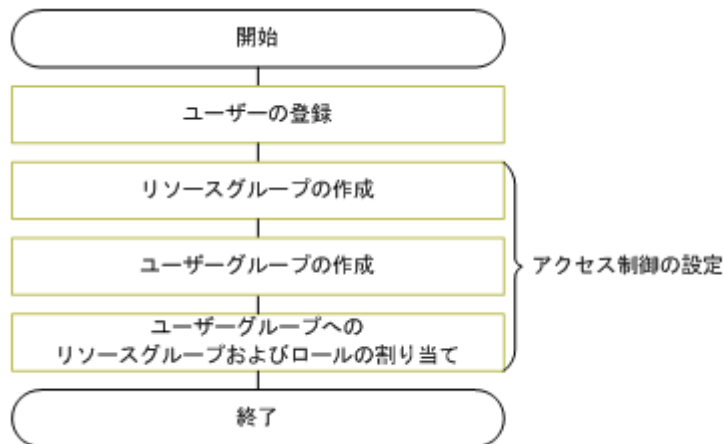 開始
ユーザーの登録
リソースグループの作成
ユーザーグループの作成
アクセス制御の設定
ユーザーグループへの
リソースグループおよびロールの割り当て
終了